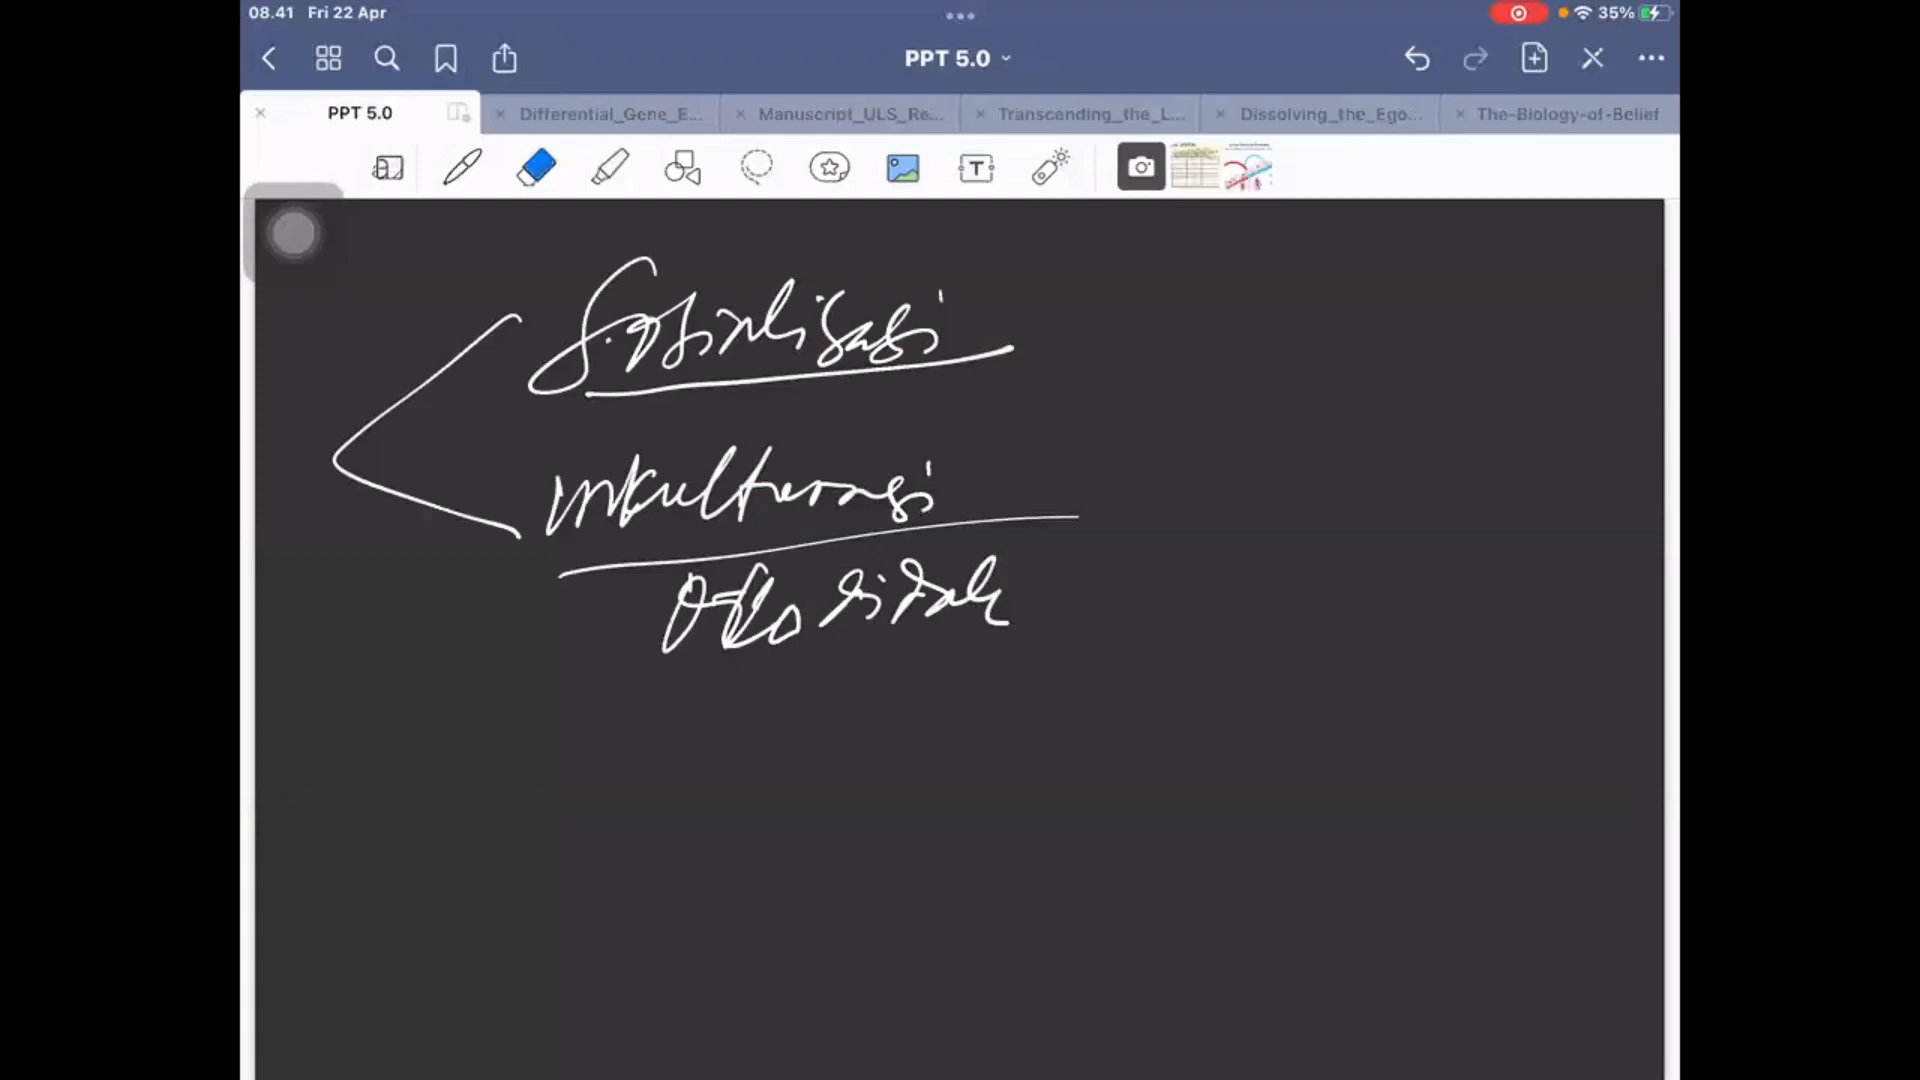 08.41 Fri 22 Apr
35%
PPT 5.0
PPT 5.0
Differential_Gene_E...
Manuscript_ULS_Re...
Transcending_the_L...
Dissolving_the_Ego...
The-Biology-of-Belief
T
Sosialisasi
inkulturasi